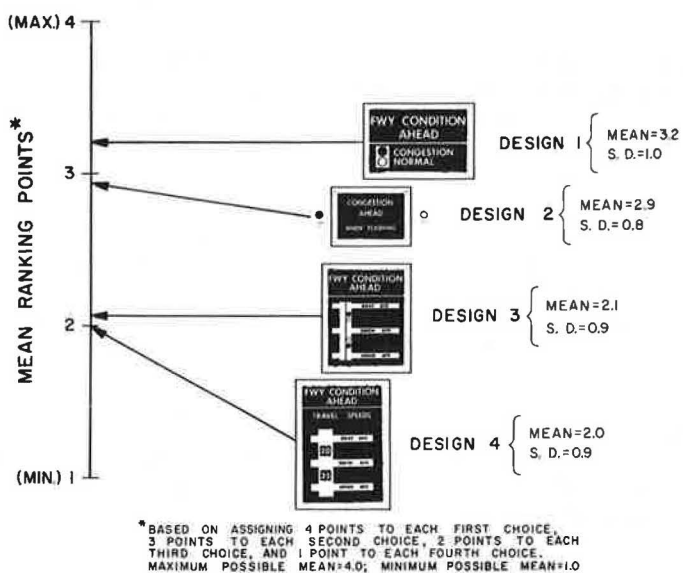 (MAX.) 4
FWY CONDITION
AHEAD
CONGESTION
NORMAL
DESIGN 1
MEAN=3.2
S. D.=1.0
3
CONGESTION
AHEAD
WHEN FLASHING
DESIGN 2
MEAN=2.9
S. D.=0.8
MEAN RANKING POINTS*
FWY CONDITION
AHEAD
DESIGN 3
MEAN=2.1
S. D.=0.9
2
FWY CONDITION
AHEAD
TRAVEL SPEEDS
DESIGN 4
MEAN=2.0
S. D.=0.9
(MIN.) 1
*BASED ON ASSIGNING 4 POINTS TO EACH FIRST CHOICE,
3 POINTS TO EACH SECOND CHOICE, 2 POINTS TO EACH
THIRD CHOICE, AND 1 POINT TO EACH FOURTH CHOICE.
MAXIMUM POSSIBLE MEAN=4.0; MINIMUM POSSIBLE MEAN=1.0